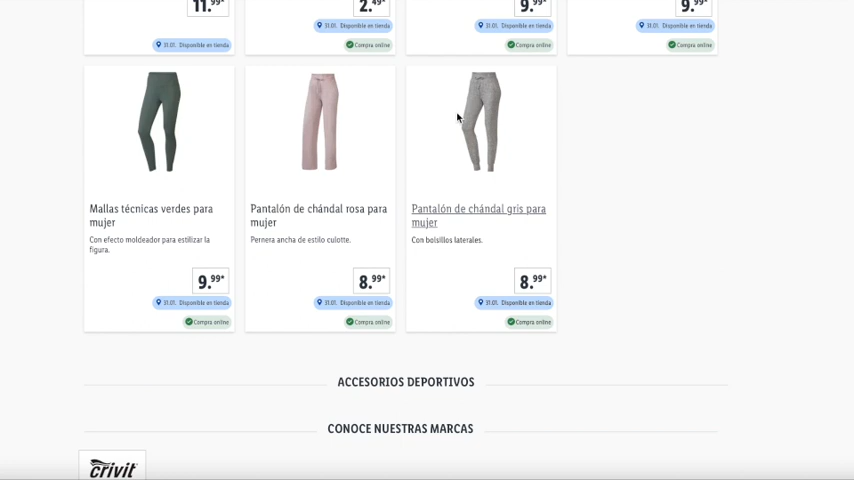 11.99*
2.49*
9.99*
9.99*
31.01. Disponible en tienda
31.01. Disponible en tienda
31.01. Disponible en tienda
31.01. Disponible en tienda
Compra online
Compra online
Compra online
Mallas técnicas verdes para
mujer
Con efecto moldeador para estilizar la
figura.
9.99*
31.01. Disponible en tienda
Compra online
Pantalón de chándal rosa para
mujer
Pernera ancha de estilo culotte.
8.99*
31.01. Disponible en tienda
Compra online
Pantalón de chándal gris para
mujer
Con bolsillos laterales.
8.99*
31.01. Disponible en tienda
Compra online
ACCESORIOS DEPORTIVOS
CONOCE NUESTRAS MARCAS
crivit